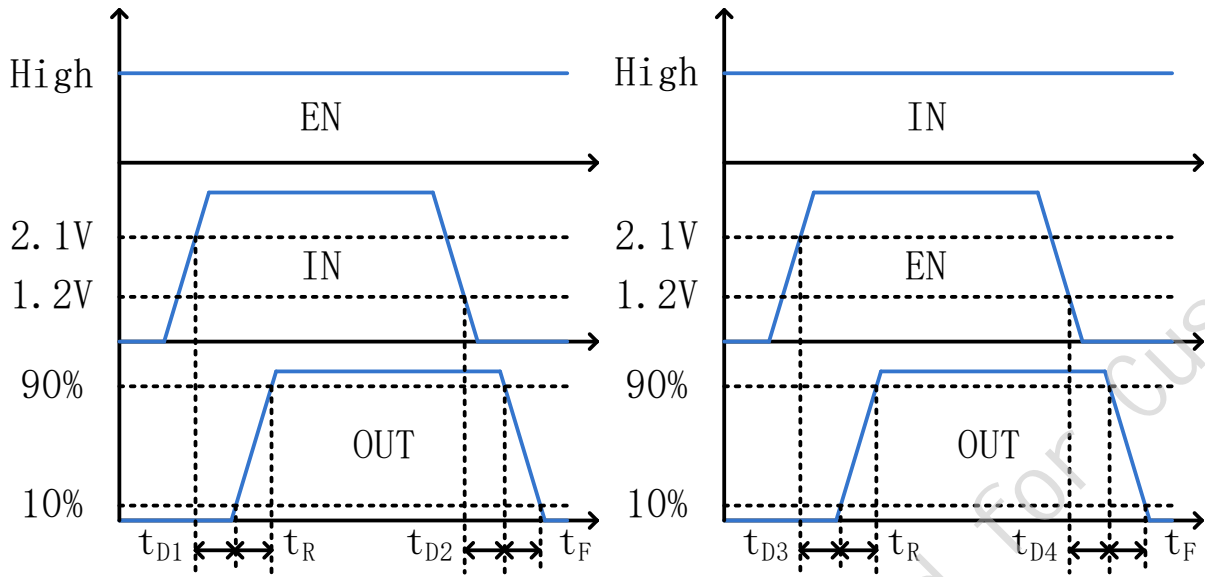 High
EN
2.1V
IN
1.2V
90%
OUT
10%
tD1 tR tD2 tF
High
IN
2.1V
EN
1.2V
90%
OUT
10%
tD3 tR tD4 tF
for